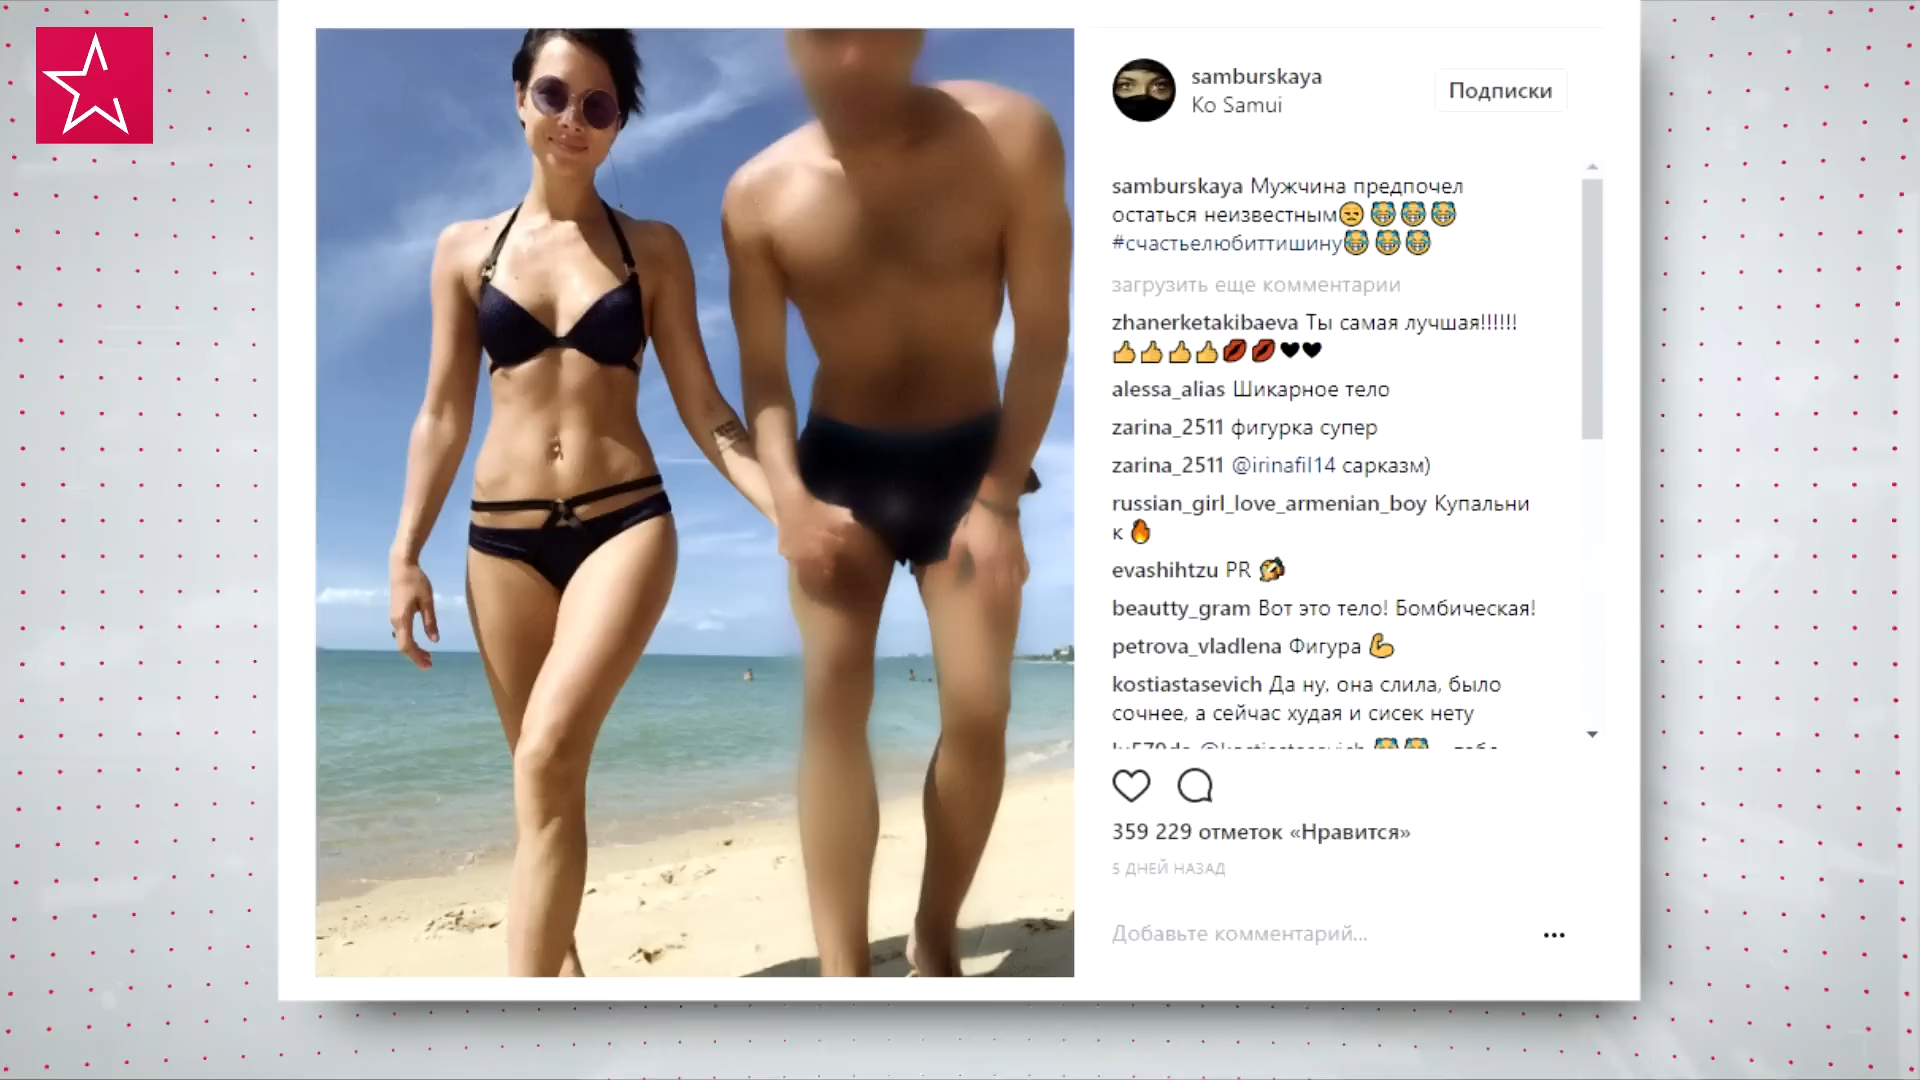 samburskaya
Ko Samui
Подписки
samburskaya Мужчина предпочел
остаться неизвестным😒😹😹😹
#счастьелюбиттишину😹😹😹
загрузить еще комментарии
zhanerketakibaeva Ты самая лучшая!!!!!!
👍👍👍👍💋💋🖤🖤
alessa_alias Шикарное тело
zarina_2511 фигурка супер
zarina_2511 @irinafil14 сарказм)
russian_girl_love_armenian_boy Купальни
к 🔥
evashihtzu PR
beautty_gram Вот это тело! Бомбическая!
petrova_vladlena Фигура 💪
kostiastasevich Да ну, она слила, было
сочнее, а сейчас худая и сисек нету
359 229 отметок «Нравится»
5 ДНЕЙ НАЗАД
Добавьте комментарий...